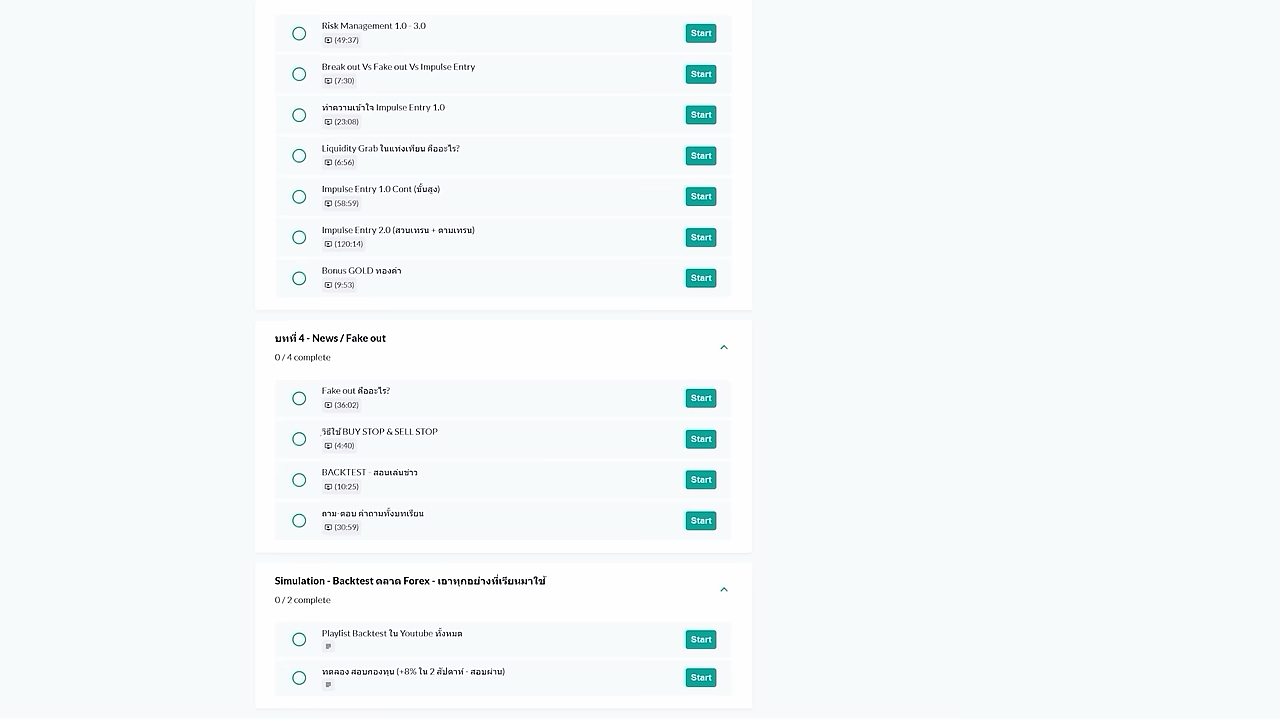 Risk Management 1.0 - 3.0
(49:37)
Start
Break out Vs Fake out Vs Impulse Entry
(7:30)
Start
ทำความเข้าใจ Impulse Entry 1.0
(23:08)
Start
Liquidity Grab ในแท่งเทียน คืออะไร?
(6:56)
Start
Impulse Entry 1.0 Cont (ขั้นสูง)
(58:59)
Start
Impulse Entry 2.0 (สวนเทรน + ตามเทรน)
(120:14)
Start
Bonus GOLD ทองคำ
(9:53)
Start
บทที่ 4 - News / Fake out
0 / 4 complete
Fake out คืออะไร?
(36:02)
Start
วิธีใช้ BUY STOP & SELL STOP
(4:40)
Start
BACKTEST - สอนเล่นข่าว
(10:25)
Start
ถาม-ตอบ คำถามทั้งบทเรียน
(30:59)
Start
Simulation - Backtest ตลาด Forex - เอาทุกอย่างที่เรียนมาใช้
0 / 2 complete
Playlist Backtest ใน Youtube ทั้งหมด
Start
ทดลอง สอบกองทุน (+8% ใน 2 สัปดาห์ - สอบผ่าน)
Start